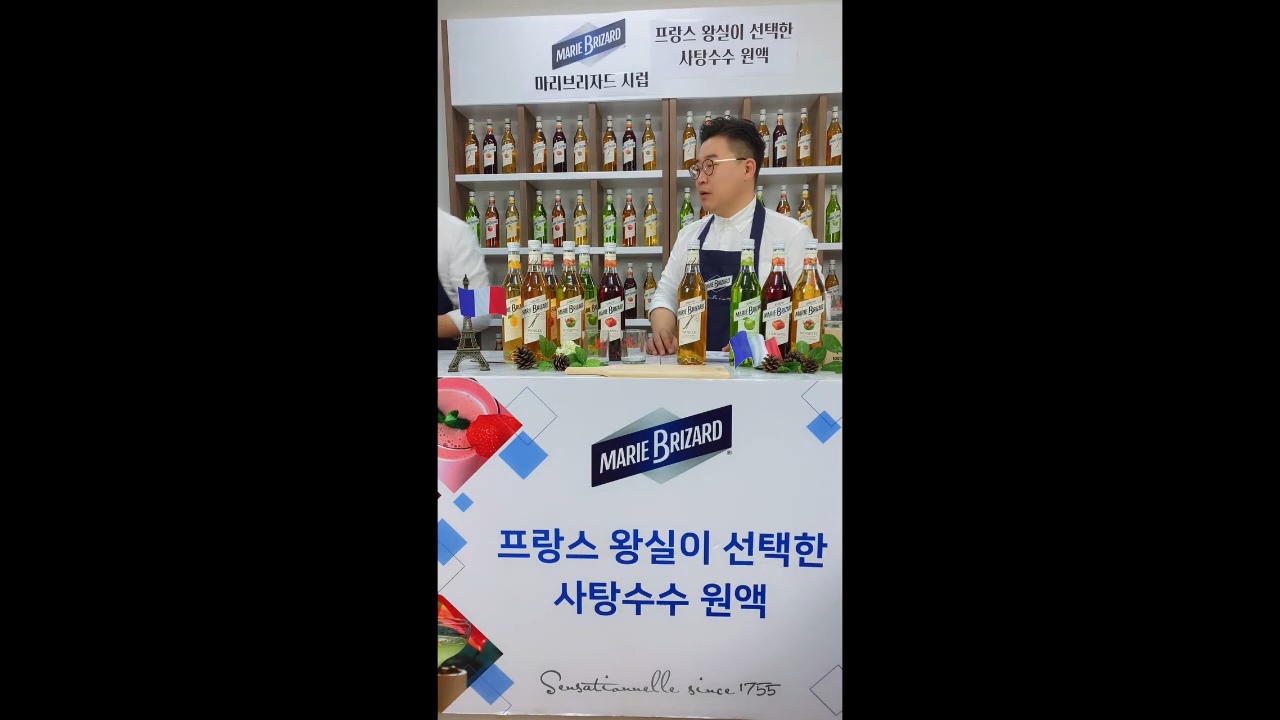 MARIE BRIZARD
마리브리자드 시럽
프랑스 왕실이 선택한
사탕수수 원액
MARIE BRIZARD
MARIE BRIZARD®
프랑스 왕실이 선택한
사탕수수 원액
Sensationnelle since 1755